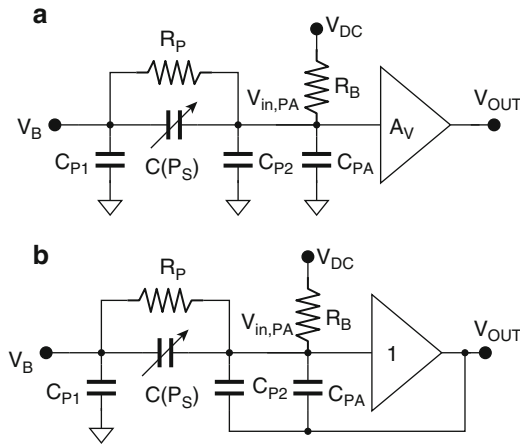 a
R_P
V_DC
R_B
V_in,PA
V_B
C_P1
C(P_S)
C_P2
C_PA
A_V
V_OUT
b
R_P
V_DC
R_B
V_in,PA
V_B
C_P1
C(P_S)
C_P2
C_PA
1
V_OUT